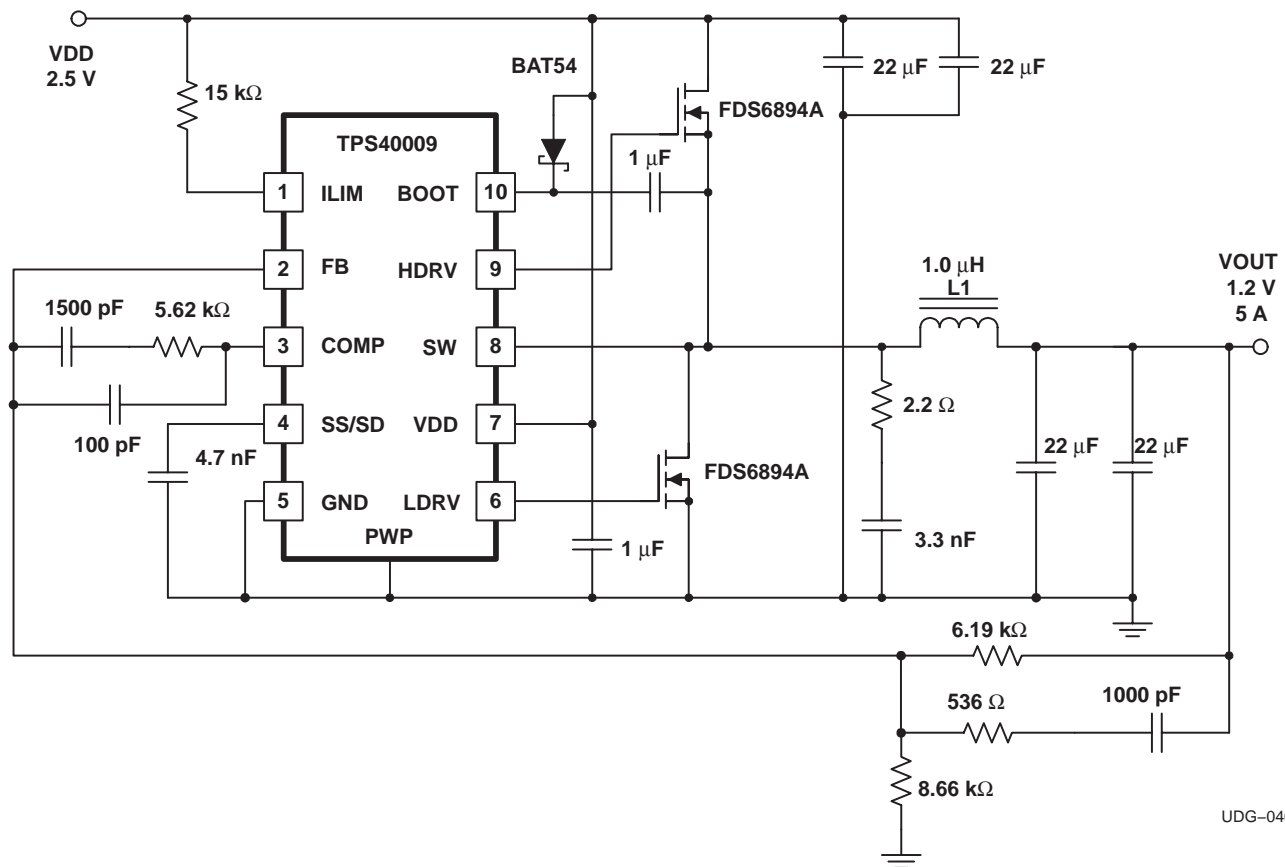 VDD
2.5 V
15 kΩ
BAT54
22 μF
22 μF
FDS6894A
TPS40009
1 μF
1 ILIM BOOT 10
2 FB HDRV 9
1.0 μH
L1
VOUT
1.2 V
5 A
1500 pF
5.62 kΩ
3 COMP SW 8
100 pF
4.7 nF
4 SS/SD VDD 7
2.2 Ω
22 μF
22 μF
FDS6894A
5 GND LDRV 6
PWP
1 μF
3.3 nF
6.19 kΩ
536 Ω
1000 pF
8.66 kΩ